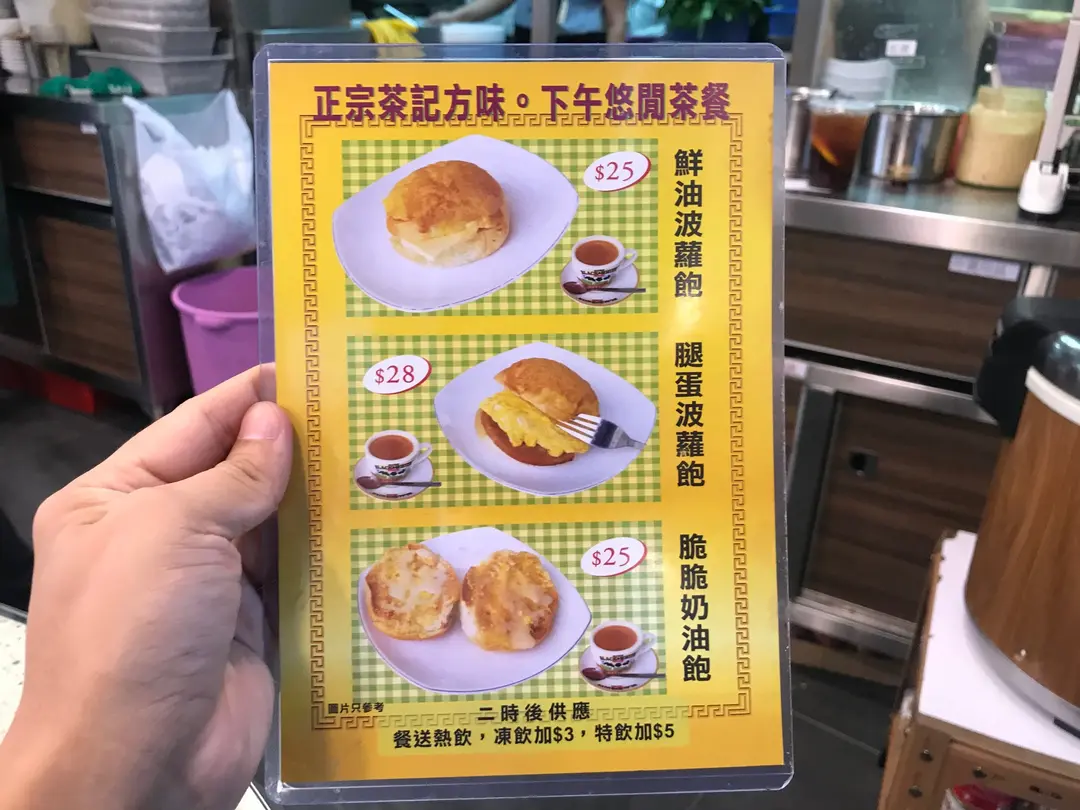 正宗茶記方味。下午悠閒茶餐
$25
鮮油波蘿飽
$28
腿蛋波蘿飽
$25
脆脆奶油飽
圖片只參考
二時後供應
餐送熱飲，凍飲加$3，特飲加$5